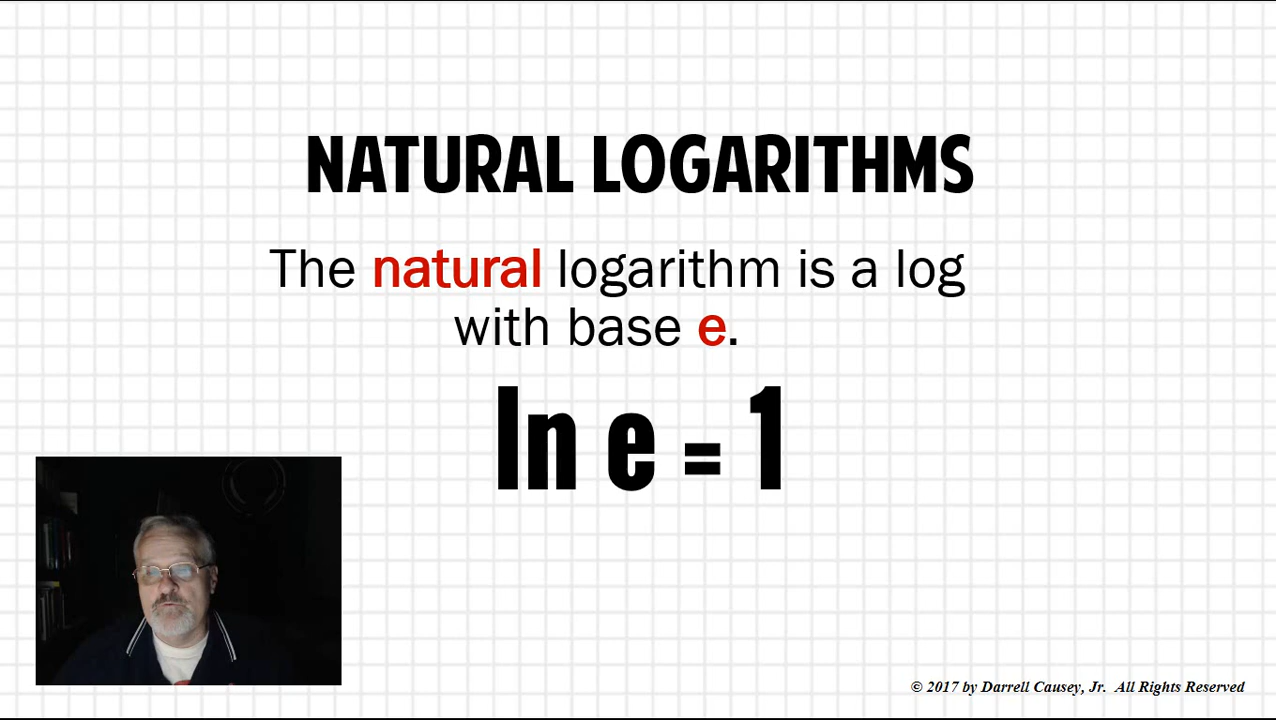 NATURAL LOGARITHMS
The natural logarithm is a log
with base e.
ln e = 1
© 2017 by Darrell Causey, Jr. All Rights Reserved